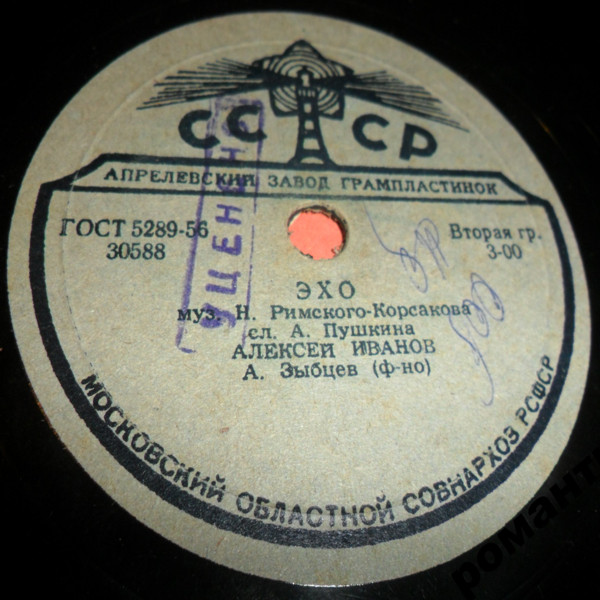 СССР
АПРЕЛЕВСКИЙ ЗАВОД ГРАМПЛАСТИНОК
ГОСТ 5289-56
30588
Вторая гр.
3-00
УЦЕНЕНО
ЭХО
муз. Н. Римского-Корсакова
сл. А. Пушкина
АЛЕКСЕЙ ИВАНОВ
А. Зыбцев (ф-но)
МОСКОВСКИЙ ОБЛАСТНОЙ СОВНАРХОЗ РСФСР